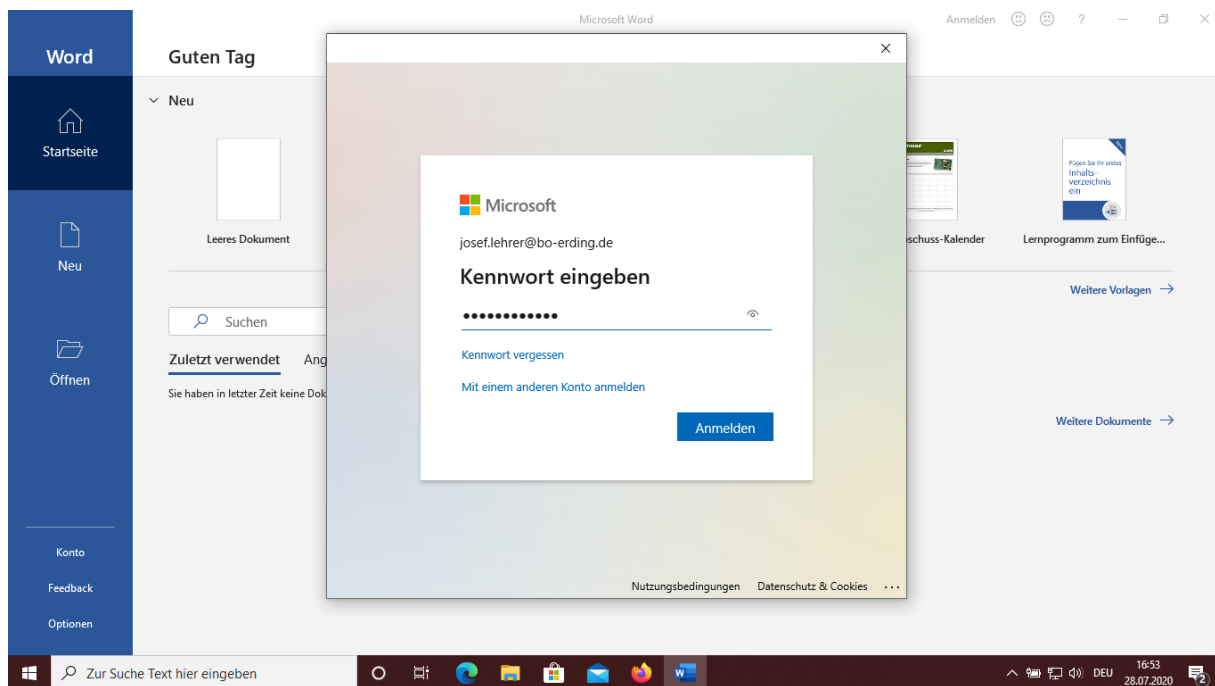 Microsoft Word
Anmelden
?
Word
Guten Tag
Neu
Startseite
Leeres Dokument
schuss-Kalender
Fügen Sie Ihr erstes
Inhalts-
verzeichnis
ein
Lernprogramm zum Einfüge...
Neu
Weitere Vorlagen
Suchen
Öffnen
Zuletzt verwendet Ang
Sie haben in letzter Zeit keine Dok
Weitere Dokumente
Microsoft
josef.lehrer@bo-erding.de
Kennwort eingeben
••••••••••••
Kennwort vergessen
Mit einem anderen Konto anmelden
Anmelden
Nutzungsbedingungen Datenschutz & Cookies ...
Konto
Feedback
Optionen
Zur Suche Text hier eingeben
W
DEU
16:53
28.07.2020
2